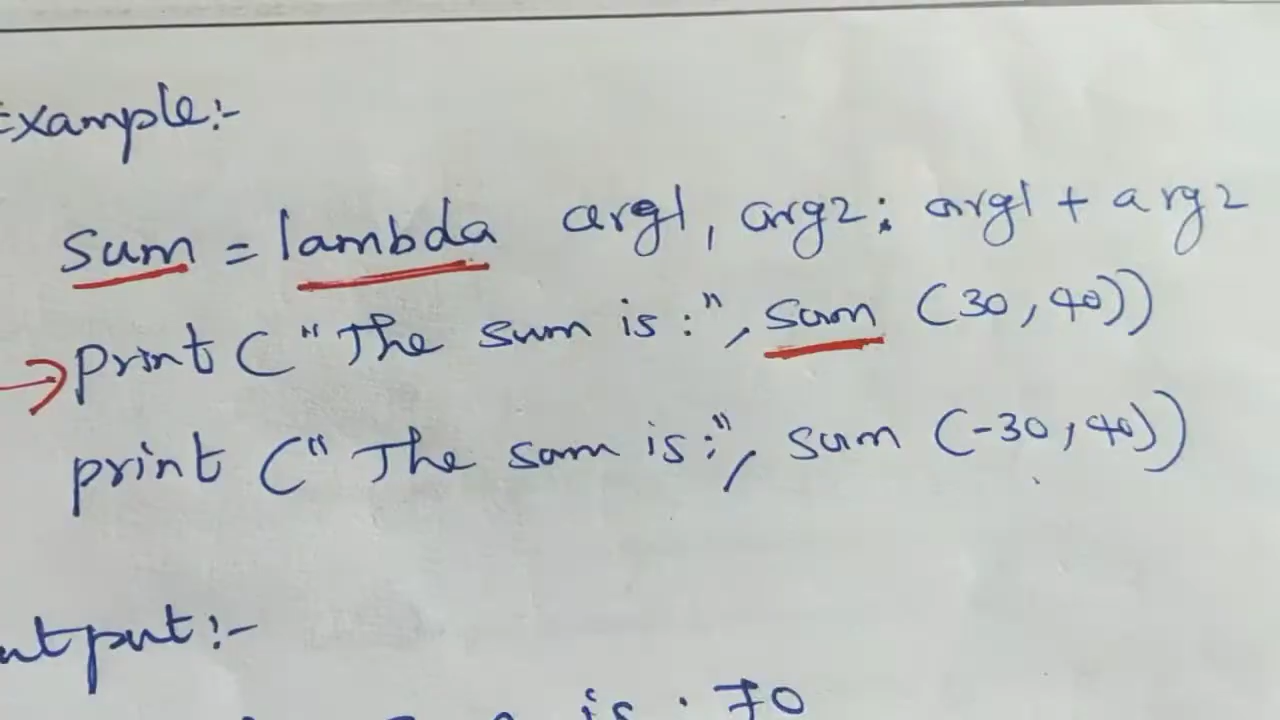 Example:-
Sum = lambda arg1, arg2: arg1 + arg2
print ("The sum is:", sum (30, 40))
print ("The sum is:", sum (-30, 40))
utput:-
is : 70